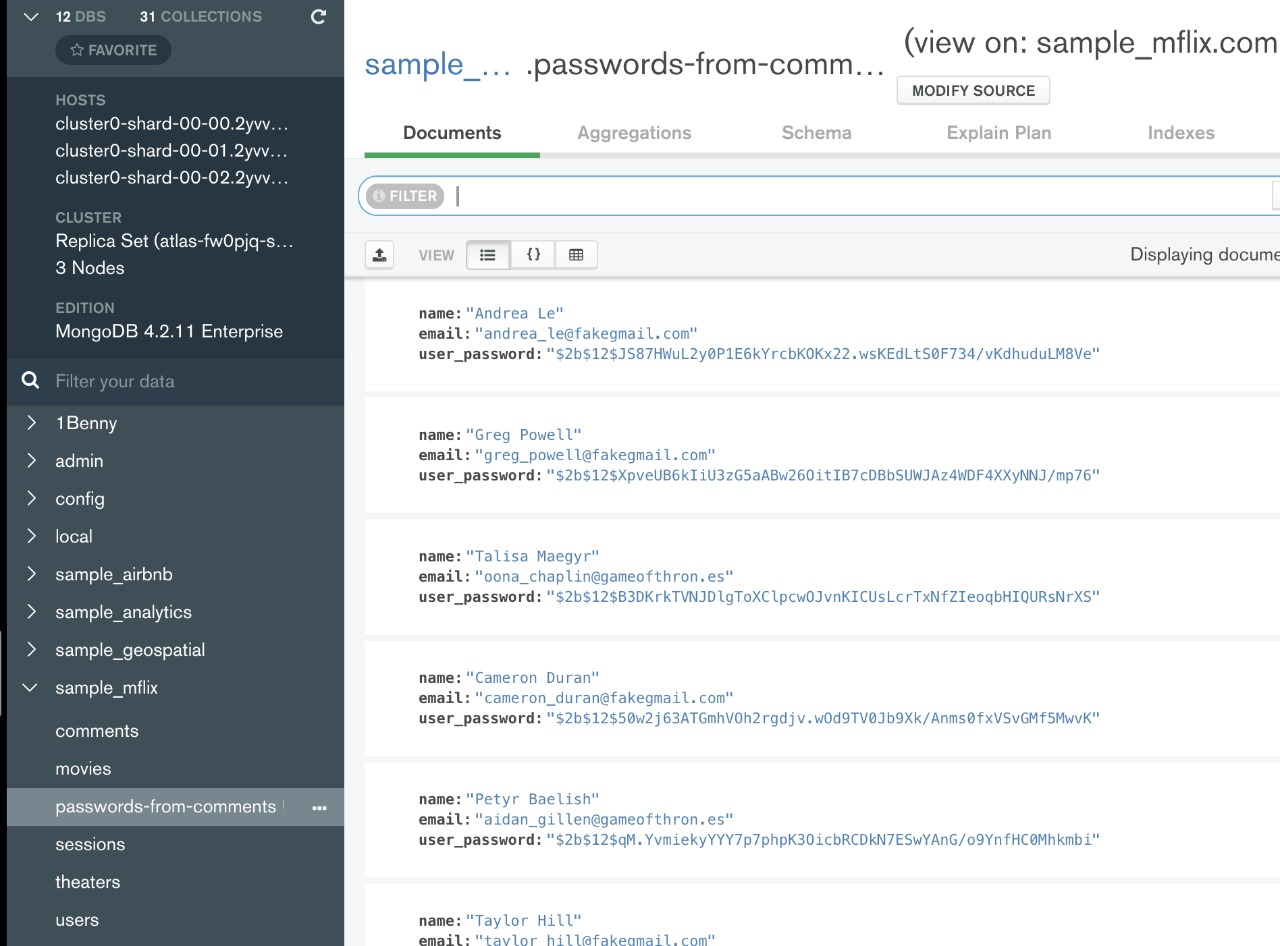 12 DBS 31 COLLECTIONS
FAVORITE
HOSTS
cluster0-shard-00-00.2yvv...
cluster0-shard-00-01.2yvv...
cluster0-shard-00-02.2yvv...
CLUSTER
Replica Set (atlas-fw0pjq-s...
3 Nodes
EDITION
MongoDB 4.2.11 Enterprise
Filter your data
1Benny
admin
config
local
sample_airbnb
sample_analytics
sample_geospatial
sample_mflix
comments
movies
passwords-from-comments
sessions
theaters
users
sample_... .passwords-from-comm...
(view on: sample_mflix.com
MODIFY SOURCE
Documents Aggregations Schema Explain Plan Indexes
FILTER
VIEW {} Displaying docume
name: "Andrea Le"
email: "andrea_le@fakegmail.com"
user_password: "$2b$12$JS87HWuL2y0P1E6kYrcbKOKx22.wsKEdLtS0F734/vKdhuduLM8Ve"
name: "Greg Powell"
email: "greg_powell@fakegmail.com"
user_password: "$2b$12$XpveUB6kIiU3zG5aABw26OitIB7cDBbSUWJAz4WDF4XXyNNJ/mp76"
name: "Talisa Maegyr"
email: "oona_chaplin@gameofthron.es"
user_password: "$2b$12$B3DKrkTVNJDlgToXClpcwOJvnKICUsLcrTxNfZIeoqbHIQURsNrXS"
name: "Cameron Duran"
email: "cameron_duran@fakegmail.com"
user_password: "$2b$12$50w2j63ATGmhVOh2rgdjv.wOd9TV0Jb9Xk/Anms0fxVSvGMf5MwvK"
name: "Petyr Baelish"
email: "aidan_gillen@gameofthron.es"
user_password: "$2b$12$qM.YvmiekyYYY7p7phpK3OicbRCDkN7ESwYAnG/o9YnfHC0Mhkmbi"
name: "Taylor Hill"
email: "taylor_hill@fakegmail.com"